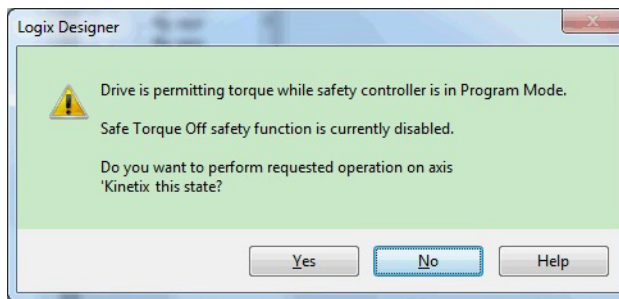 Logix Designer
Drive is permitting torque while safety controller is in Program Mode.
Safe Torque Off safety function is currently disabled.
Do you want to perform requested operation on axis
'Kinetix this state?
Yes
No
Help